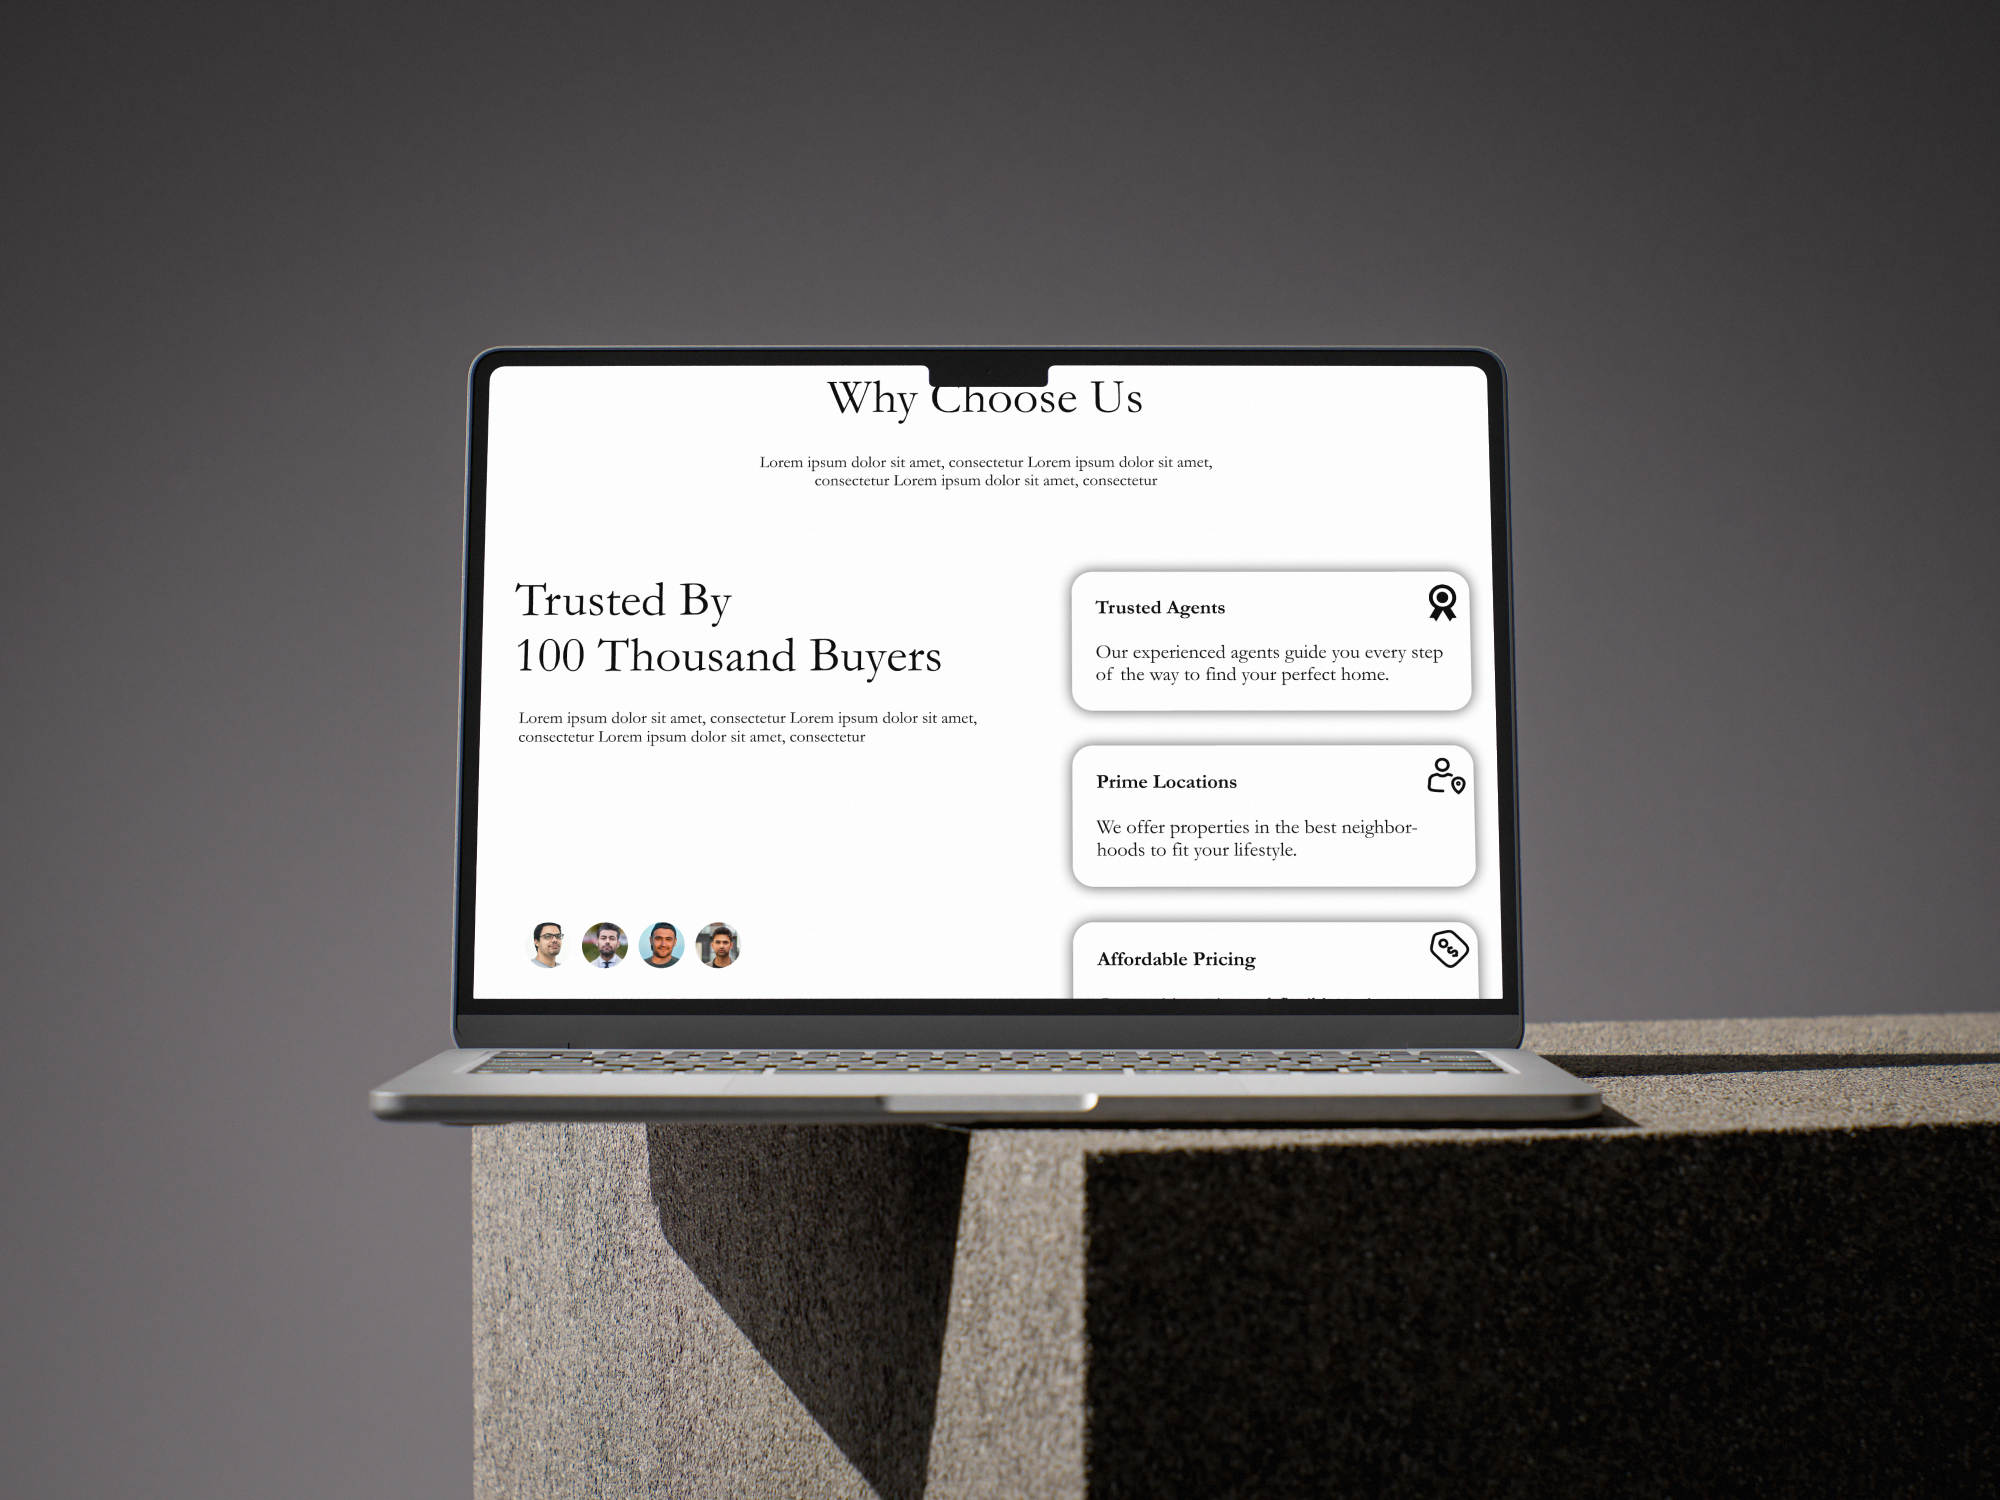 Why Choose Us
Lorem ipsum dolor sit amet, consectetur Lorem ipsum dolor sit amet,
consectetur Lorem ipsum dolor sit amet, consectetur
Trusted By
100 Thousand Buyers
Lorem ipsum dolor sit amet, consectetur Lorem ipsum dolor sit amet,
consectetur Lorem ipsum dolor sit amet, consectetur
Trusted Agents
Our experienced agents guide you every step
of the way to find your perfect home.
Prime Locations
We offer properties in the best neighbor-
hoods to fit your lifestyle.
Affordable Pricing